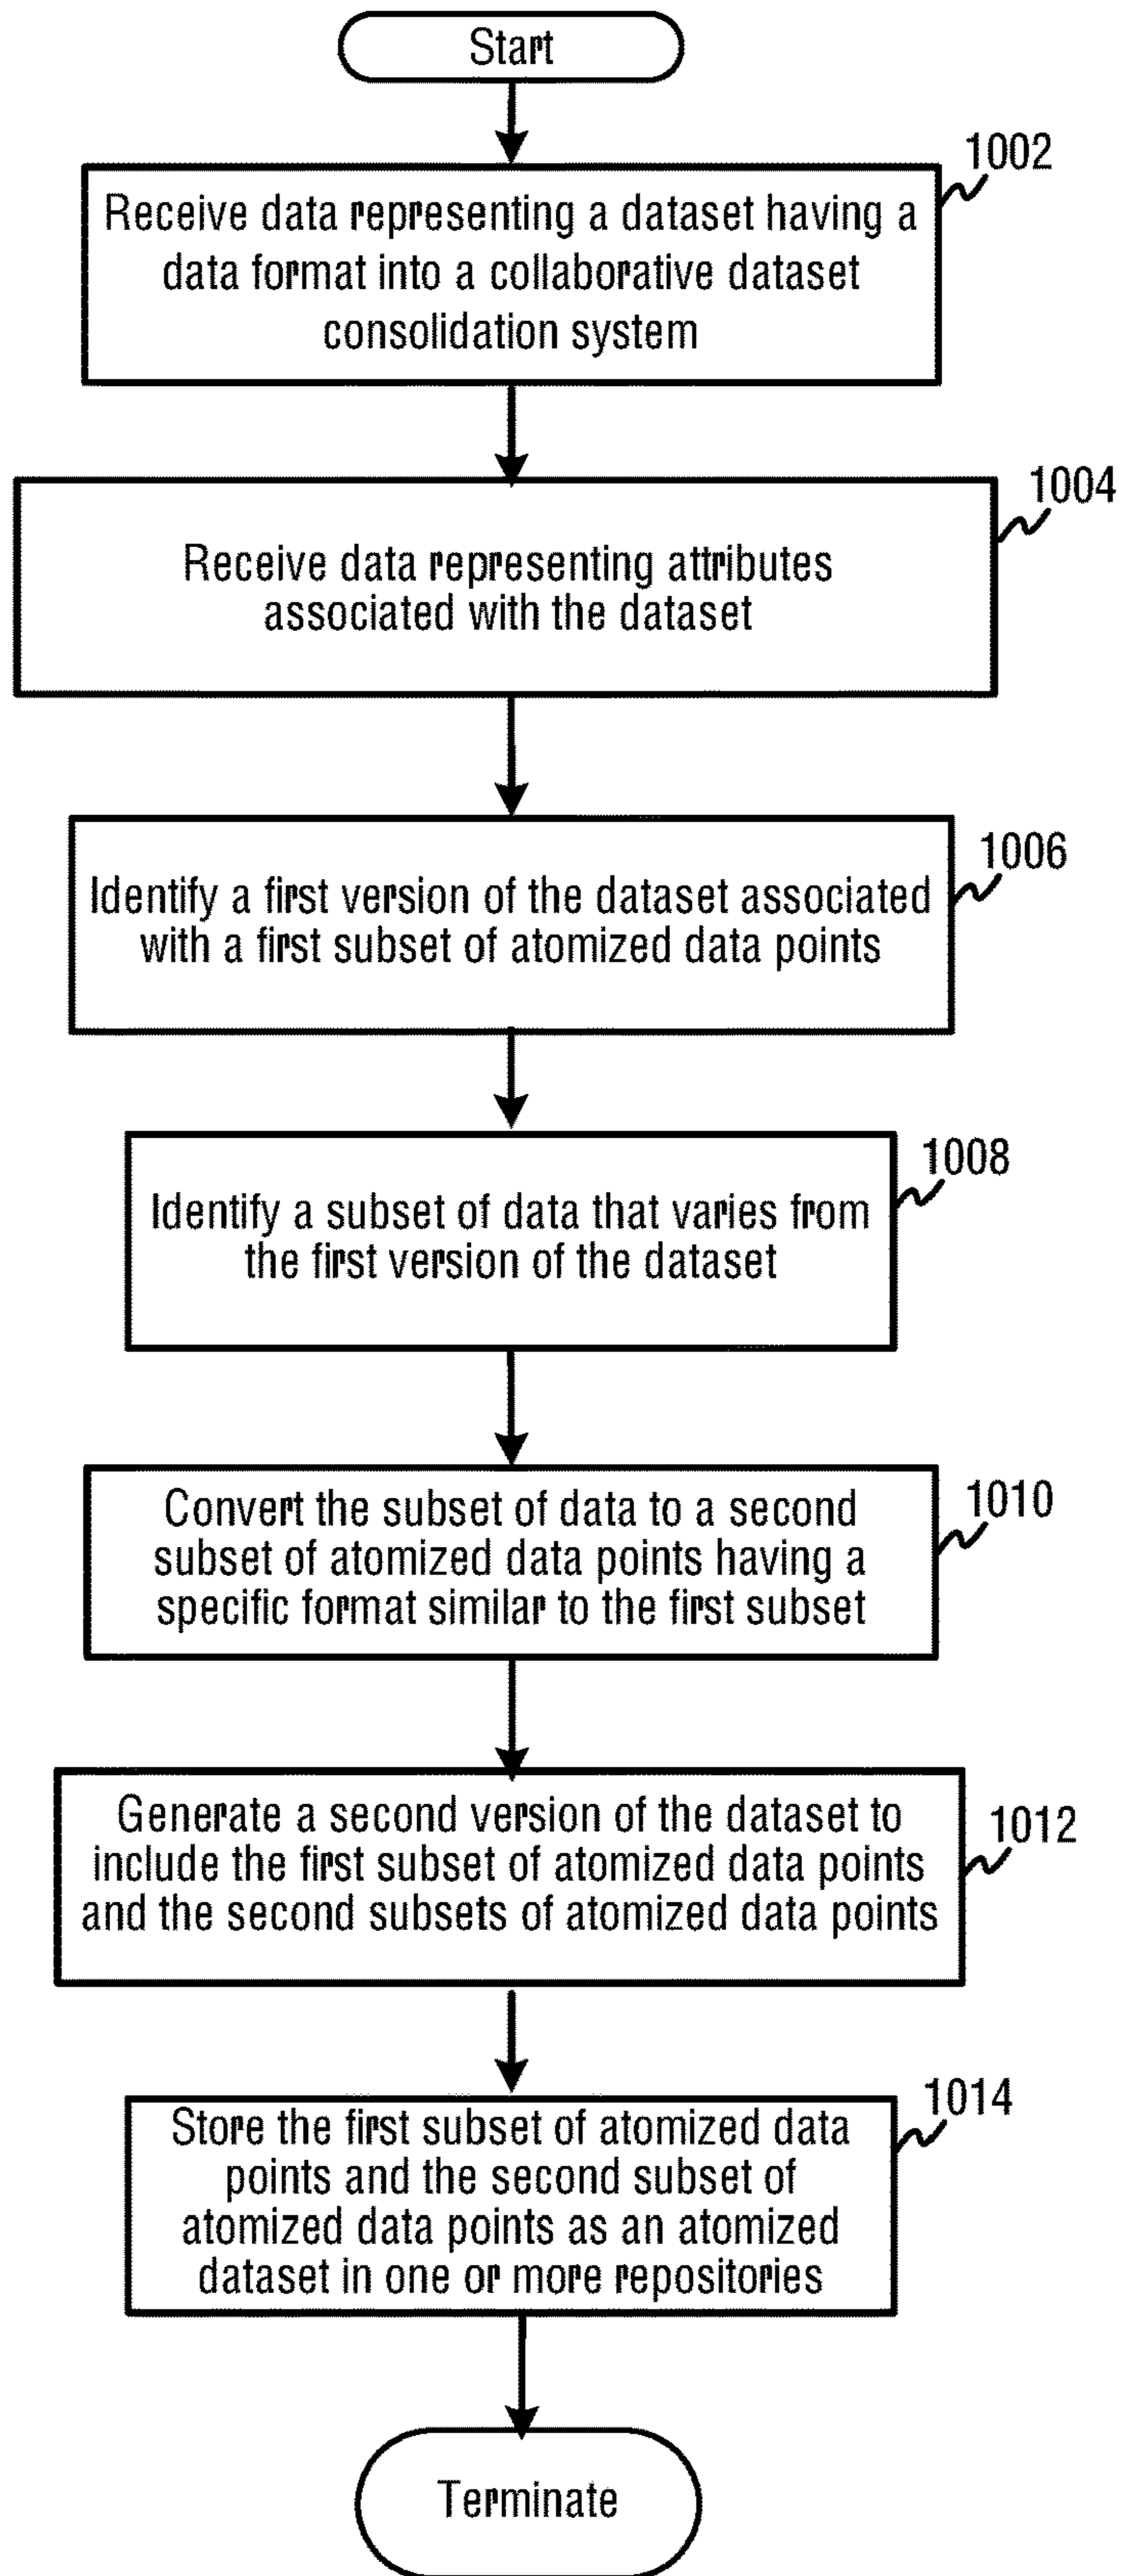 Start
1002
Receive data representing a dataset having a
data format into a collaborative dataset
consolidation system
1004
Receive data representing attributes
associated with the dataset
1006
Identify a first version of the dataset associated
with a first subset of atomized data points
1008
Identify a subset of data that varies from
the first version of the dataset
1010
Convert the subset of data to a second
subset of atomized data points having a
specific format similar to the first subset
1012
Generate a second version of the dataset to
include the first subset of atomized data points
and the second subsets of atomized data points
1014
Store the first subset of atomized data
points and the second subset of
atomized data points as an atomized
dataset in one or more repositories
Terminate